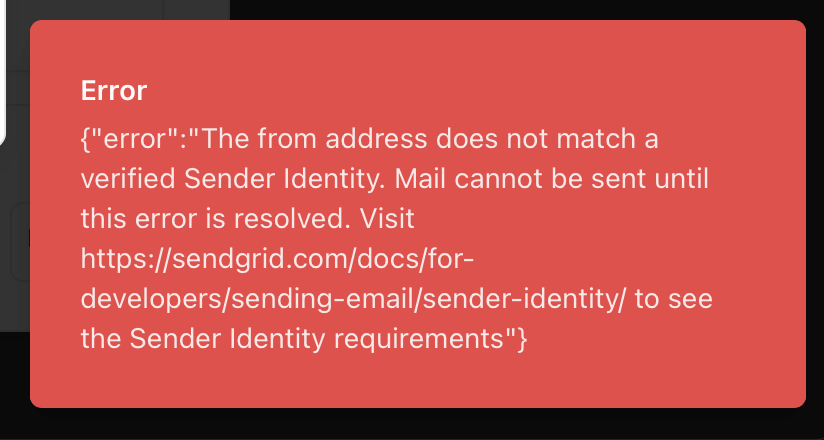 Error
{"error":"The from address does not match a
verified Sender Identity. Mail cannot be sent until
this error is resolved. Visit
https://sendgrid.com/docs/for-
developers/sending-email/sender-identity/ to see
the Sender Identity requirements"}